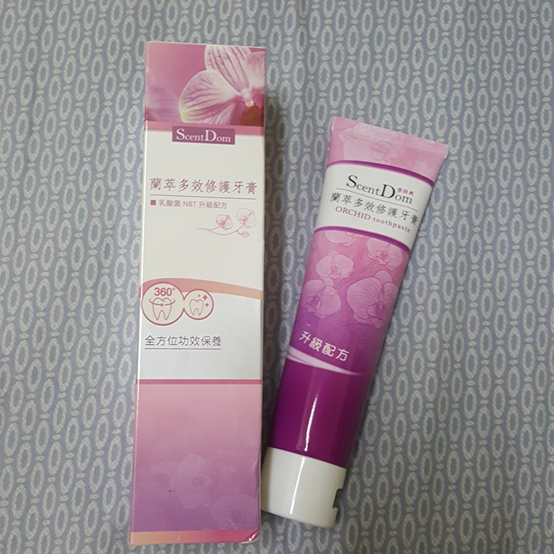 ScentDom
蘭萃多效修護牙膏
乳酸菌 NBT 升級配方
360°
全方位功效保養
ScentDom
蘭萃多效修護牙膏
ORCHID toothpaste
升級配方